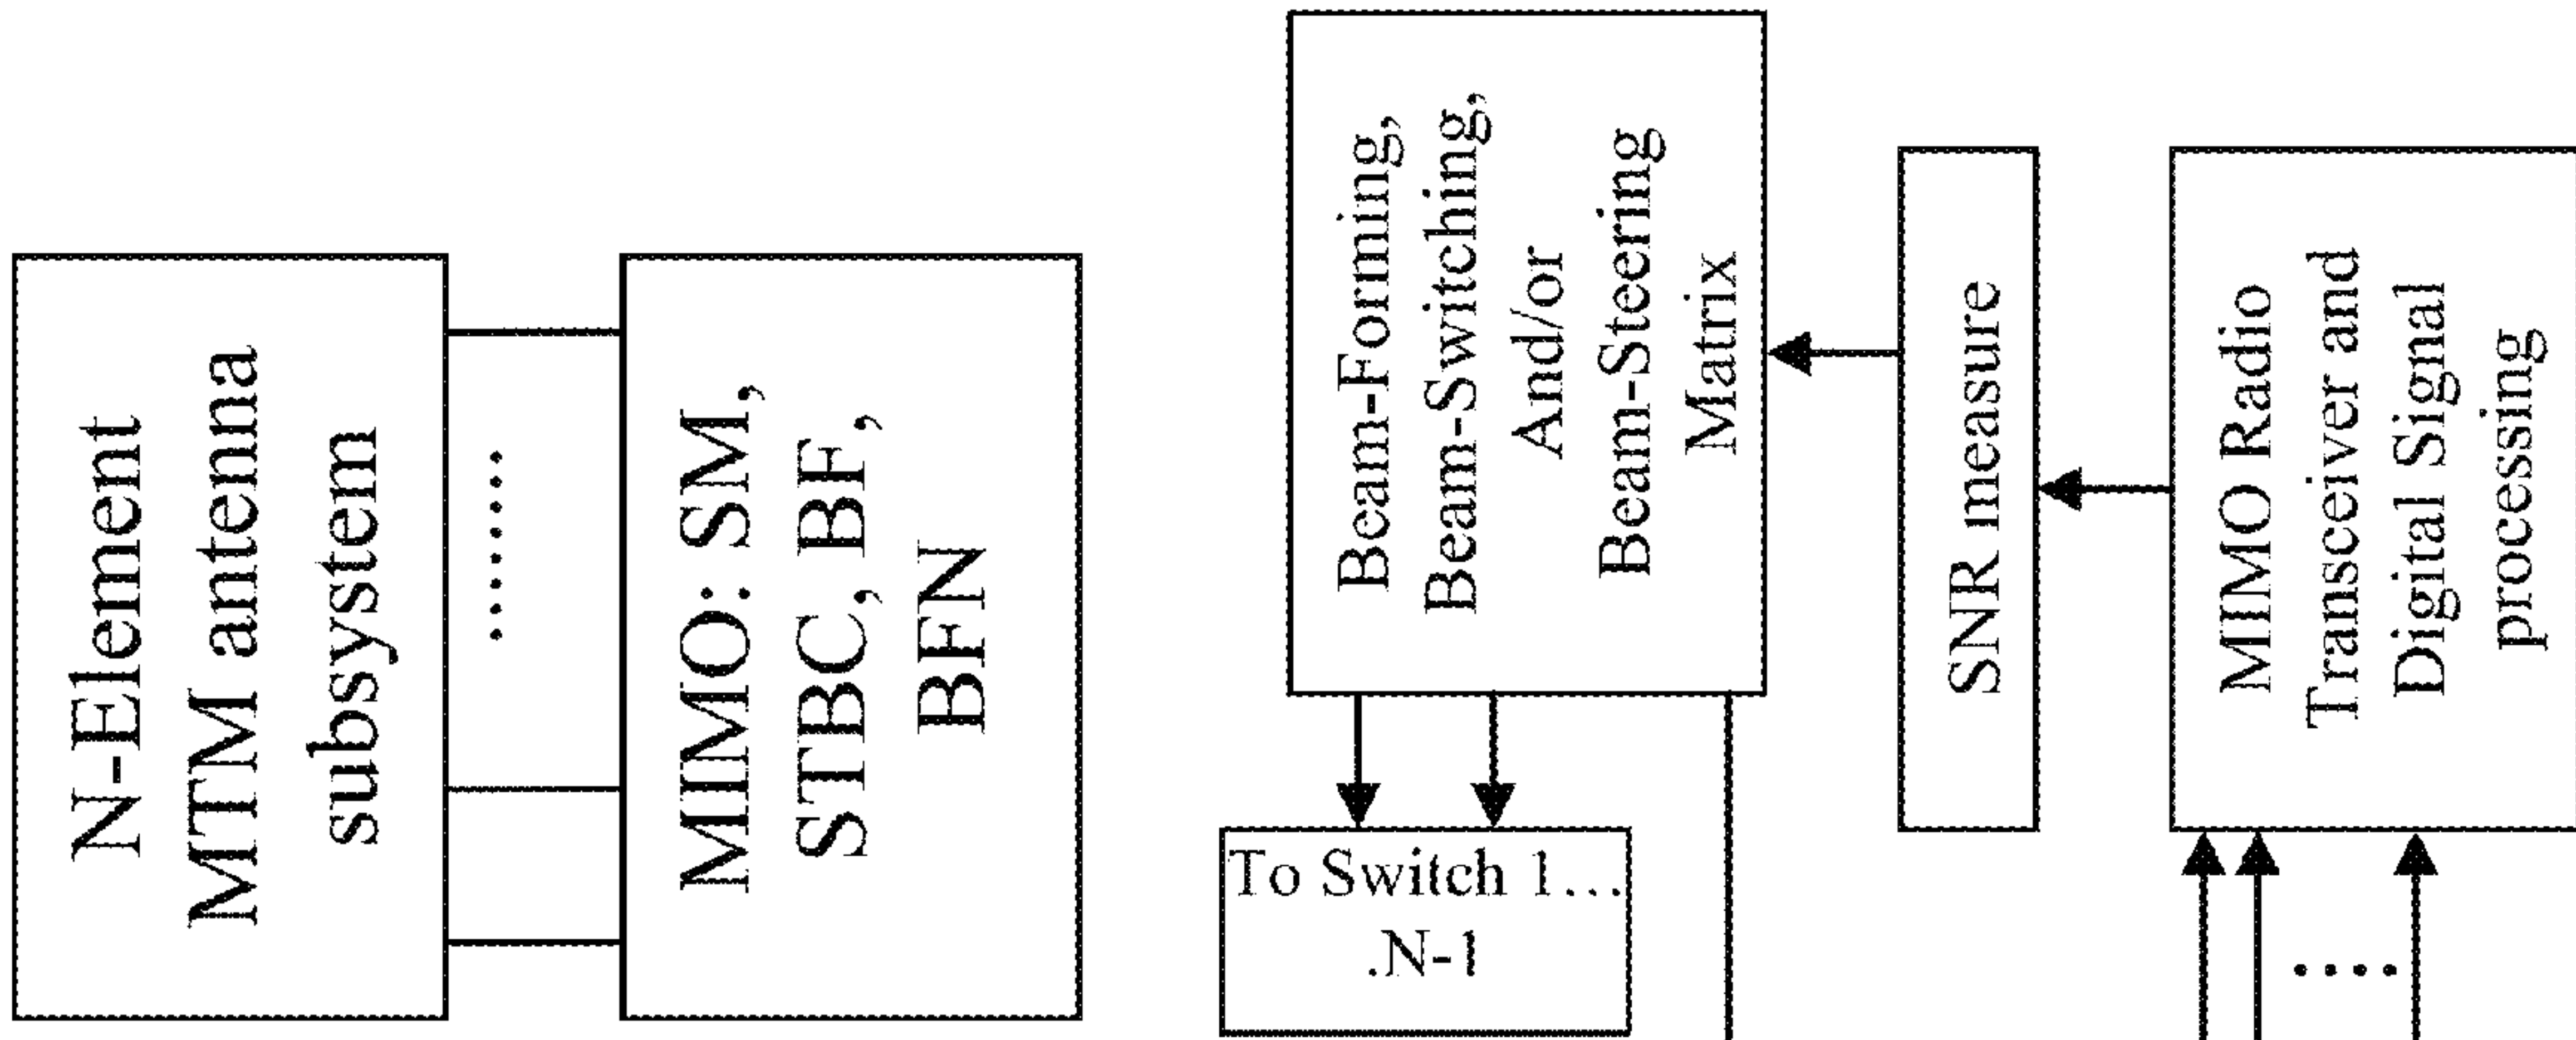 N-Element
MTM antenna
subsystem
MIMO: SM,
STBC, BF,
BFN
Beam-Forming,
Beam-Switching,
And/or
Beam-Steering
Matrix
To Switch 1...
.N-1
SNR measure
MIMO Radio
Transceiver and
Digital Signal
processing